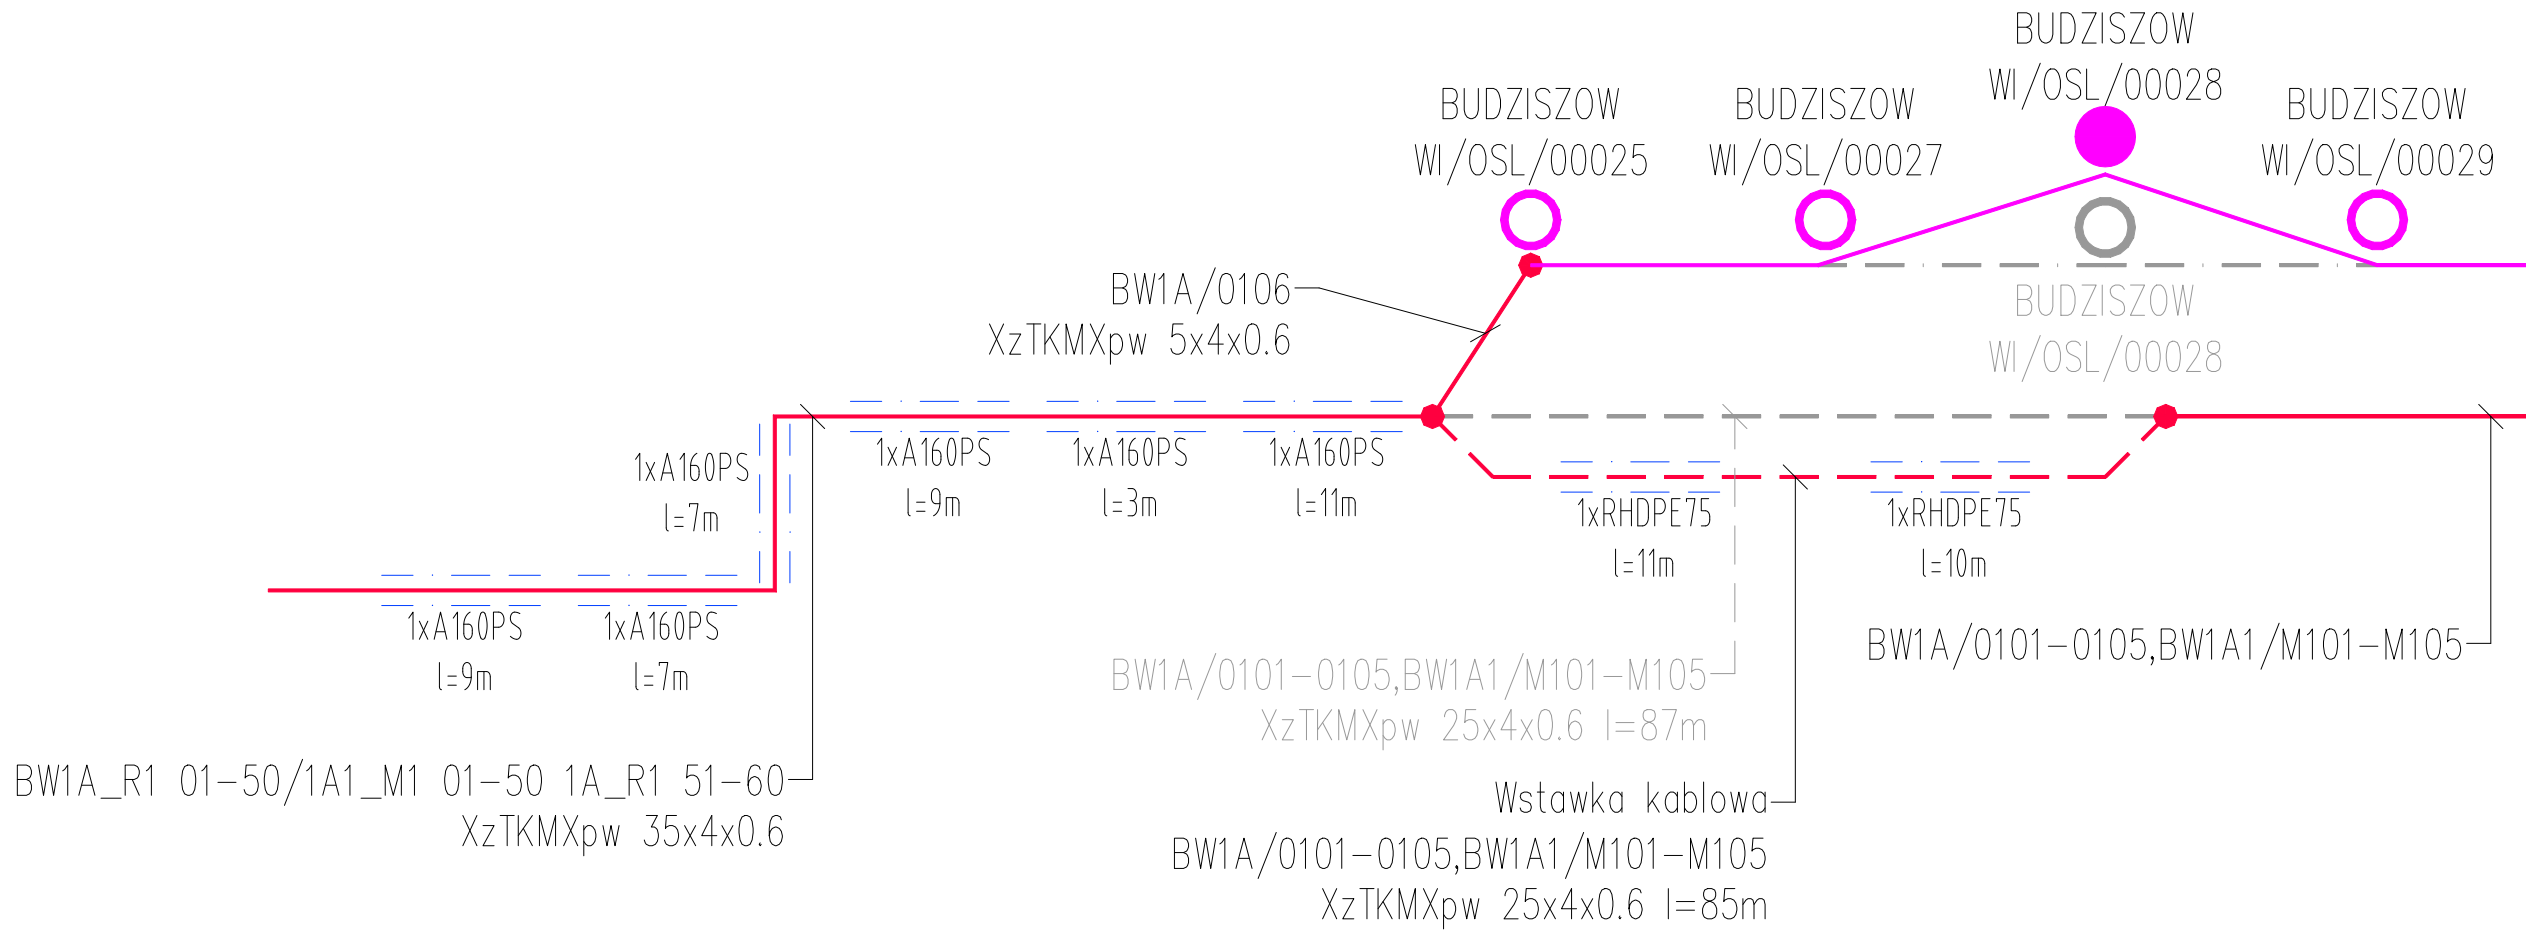 BUDZISZOW
WI/OSL/00028
BUDZISZOW
WI/OSL/00025
BUDZISZOW
WI/OSL/00027
BUDZISZOW
WI/OSL/00029
BW1A/0106
XzTKMXpw 5x4x0.6
BUDZISZOW
WI/OSL/00028
1xA160PS
l=7m
1xA160PS
l=9m
1xA160PS
l=3m
1xA160PS
l=11m
1xRHDPE75
l=11m
1xRHDPE75
l=10m
1xA160PS
l=9m
1xA160PS
l=7m
BW1A/0101-0105,BW1A1/M101-M105
BW1A/0101-0105,BW1A1/M101-M105
XzTKMXpw 25x4x0.6 l=87m
BW1A_R1 01-50/1A1_M1 01-50 1A_R1 51-60
XzTKMXpw 35x4x0.6
Wstawka kablowa
BW1A/0101-0105,BW1A1/M101-M105
XzTKMXpw 25x4x0.6 l=85m